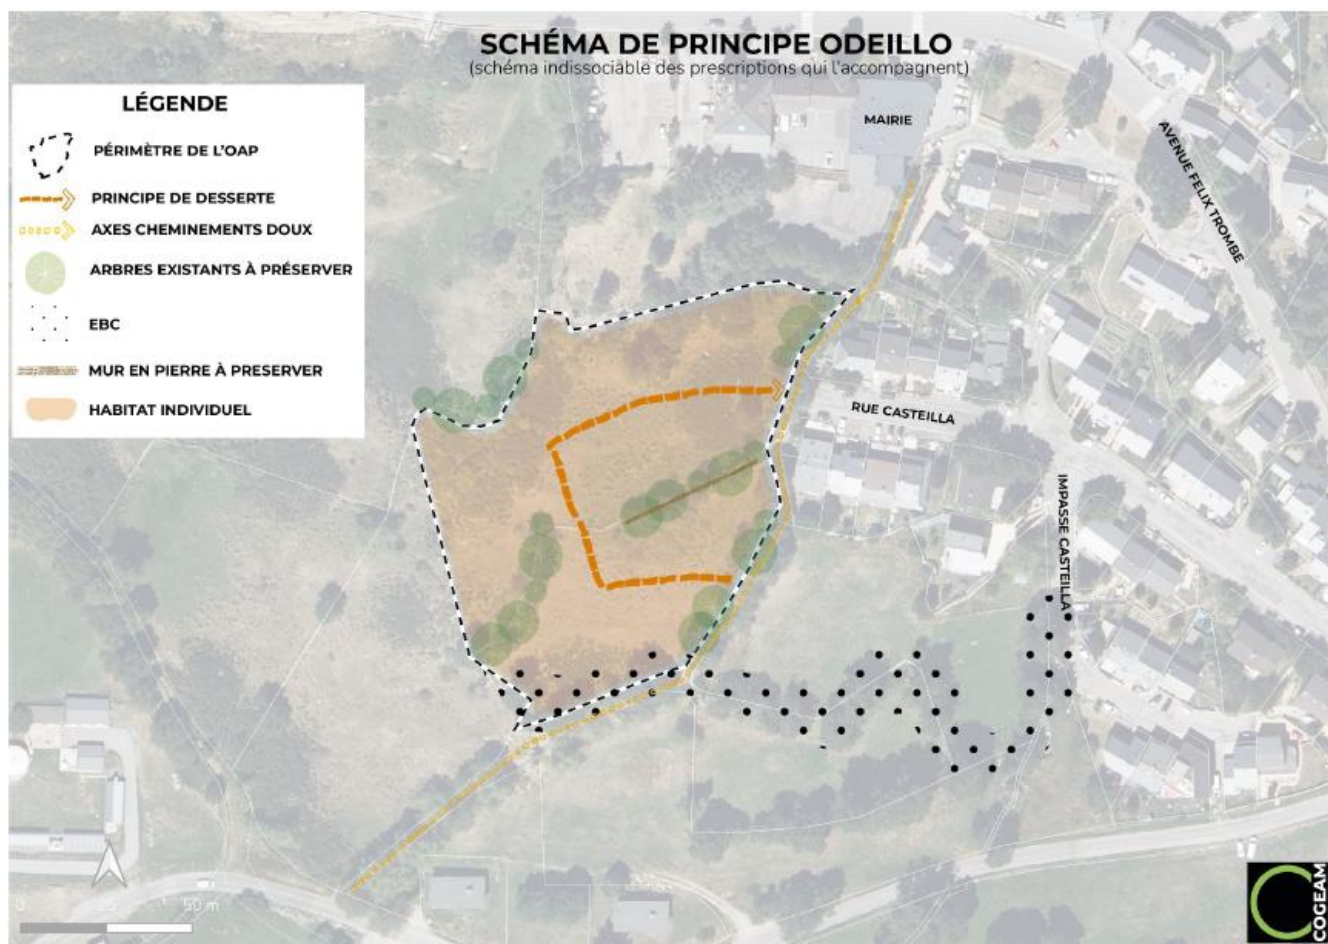 SCHÉMA DE PRINCIPE ODEILLO
(schéma indissociable des prescriptions qui l'accompagnent)
LÉGENDE
PÉRIMÈTRE DE L'OAP
PRINCIPE DE DESSERTE
AXES CHEMINEMENTS DOUX
ARBRES EXISTANTS À PRÉSERVER
EBC
MUR EN PIERRE À PRESERVER
HABITAT INDIVIDUEL
MAIRIE
AVENUE FELIX TROMBE
RUE CASTEILLA
IMPASSE CASTEILLA
0 25 50 m
COGEAM